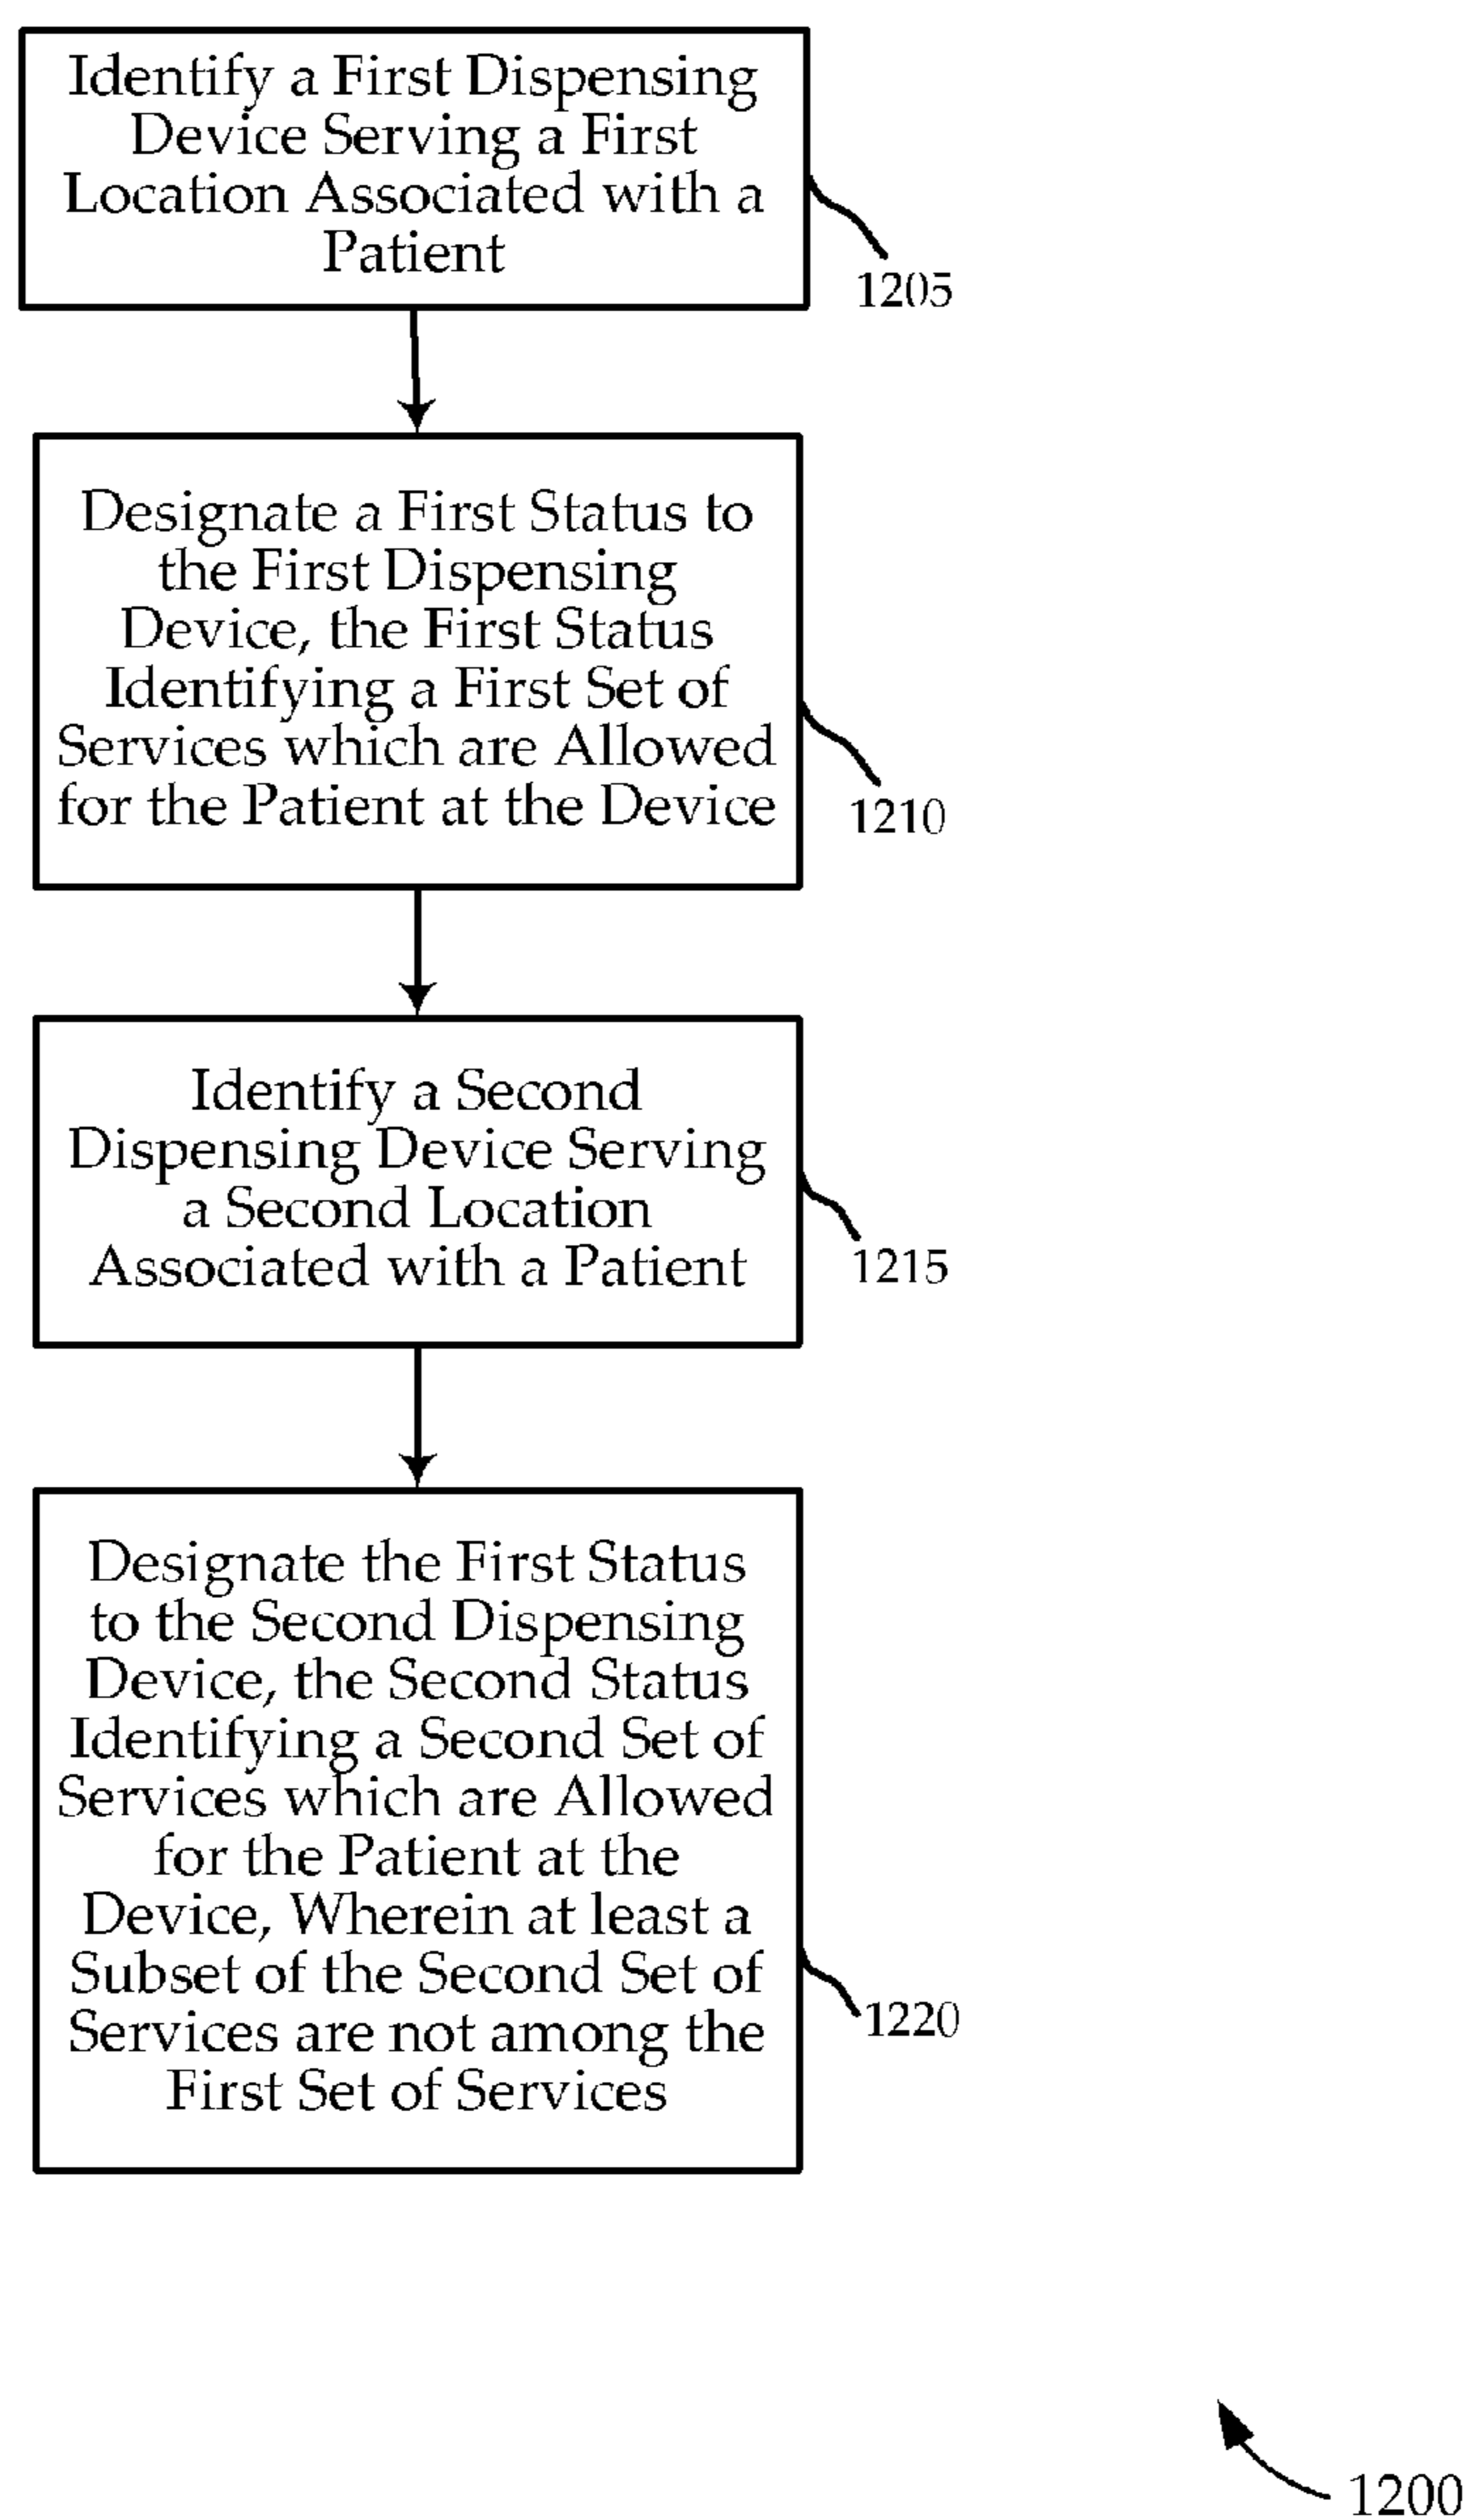 Identify a First Dispensing
Device Serving a First
Location Associated with a
Patient
1205
Designate a First Status to
the First Dispensing
Device, the First Status
Identifying a First Set of
Services which are Allowed
for the Patient at the Device
1210
Identify a Second
Dispensing Device Serving
a Second Location
Associated with a Patient
1215
Designate the First Status
to the Second Dispensing
Device, the Second Status
Identifying a Second Set of
Services which are Allowed
for the Patient at the
Device, Wherein at least a
Subset of the Second Set of
Services are not among the
First Set of Services
1220
1200